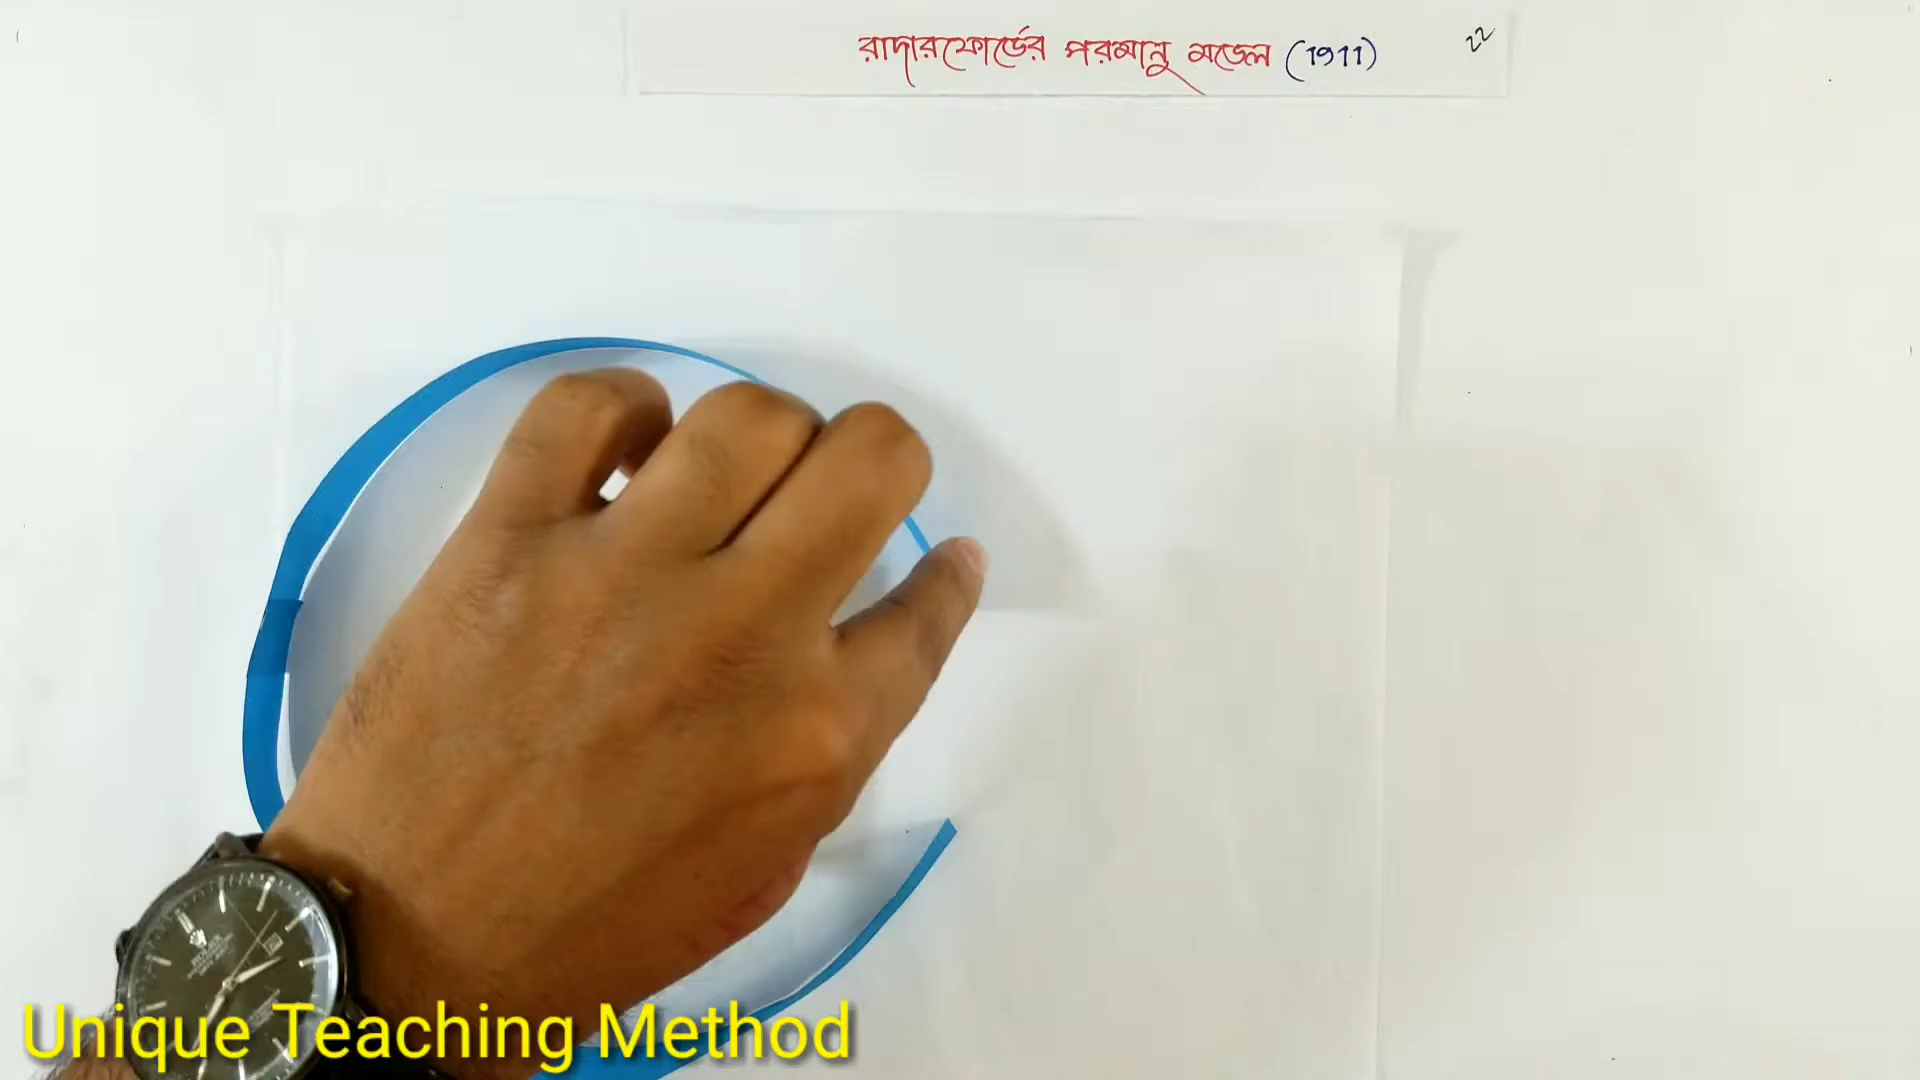 রাদারফোর্ডের পরমানু মডেল (1911)
22
Unique Teaching Method